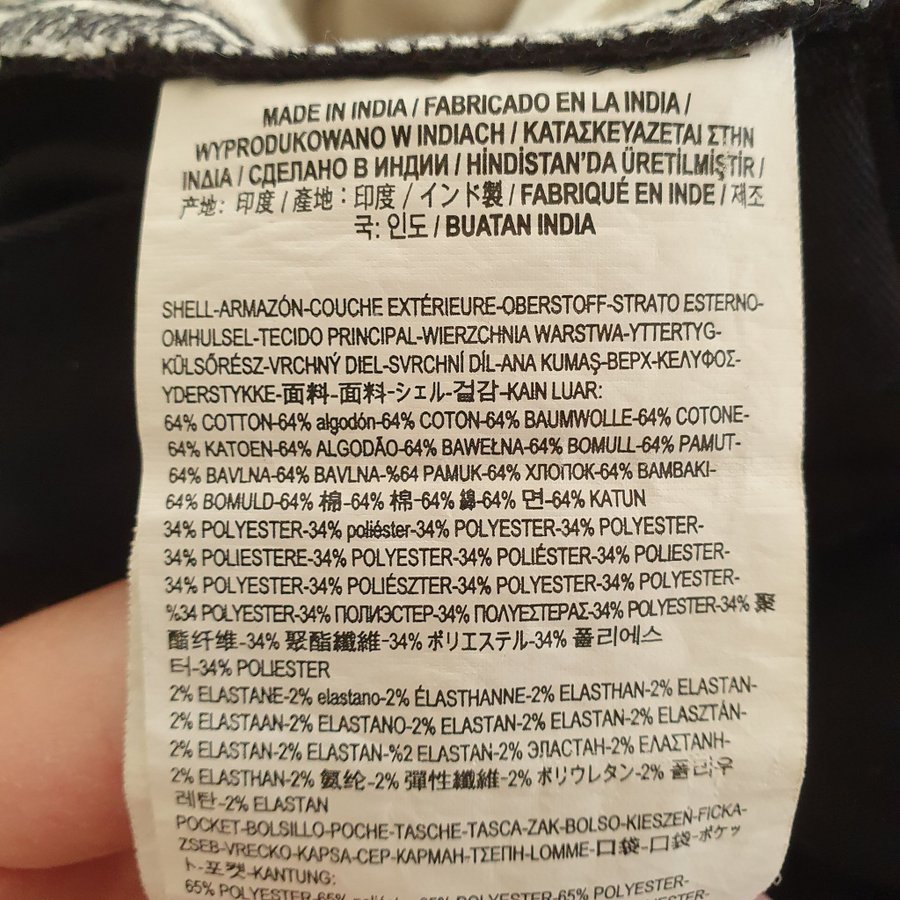 MADE IN INDIA / FABRICADO EN LA INDIA /
WYPRODUKOWANO W INDIACH / ΚΑΤΑΣΚΕΥΑΖΕΤΑΙ ΣΤΗΝ
ΙΝΔΙΑ / СДЕЛАНО В ИНДИИ / HİNDİSTAN'DA ÜRETİLMİŞTİR /
产地: 印度 / 產地 : 印度 / インド製 / FABRIQUÉ EN INDE / 제조
국: 인도 / BUATAN INDIA
SHELL-ARMAZÓN-COUCHE EXTÉRIEURE-OBERSTOFF-STRATO ESTERNO-
OMHULSEL-TECIDO PRINCIPAL-WIERZCHNIA WARSTWA-YTTERTYG-
KÜLSŐRÉSZ-VRCHNÝ DIEL-SVRCHNÍ DÍL-ANA KUMAŞ-ВЕРХ-ΚΕΛΥΦΟΣ-
YDERSTYKKE-面料-面料-シェル-겉감-KAIN LUAR:
64% COTTON-64% algodón-64% COTON-64% BAUMWOLLE-64% COTONE-
64% KATOEN-64% ALGODÃO-64% BAWEŁNA-64% BOMULL-64% PAMUT-
64% BAVLNA-64% BAVLNA-%64 PAMUK-64% ХЛОПОК-64% ΒΑΜΒΑΚΙ-
64% BOMULD-64% 棉-64% 棉-64% 綿-64% 면-64% KATUN
34% POLYESTER-34% poliéster-34% POLYESTER-34% POLYESTER-
34% POLIESTERE-34% POLYESTER-34% POLIÉSTER-34% POLIESTER-
34% POLYESTER-34% POLIÉSZTER-34% POLYESTER-34% POLYESTER-
%34 POLYESTER-34% ПОЛИЭСТЕР-34% ΠΟΛΥΕΣΤΕΡΑΣ-34% POLYESTER-34% 聚
酯纤维-34% 聚酯纖維-34% ポリエステル-34% 폴리에스
터-34% POLIESTER
2% ELASTANE-2% elastano-2% ÉLASTHANNE-2% ELASTHAN-2% ELASTAN-
2% ELASTAAN-2% ELASTANO-2% ELASTAN-2% ELASTAN-2% ELASZTÁN-
2% ELASTAN-2% ELASTAN-%2 ELASTAN-2% ЭЛАСТАН-2% ΕΛΑΣΤΑΝΗ-
2% ELASTHAN-2% 氨纶-2% 彈性纖維-2% ポリウレタン-2% 폴리우
레탄-2% ELASTAN
POCKET-BOLSILLO-POCHE-TASCHE-TASCA-ZAK-BOLSO-KIESZEŃ-FICKA-
ZSEB-VRECKO-KAPSA-CEP-КАРМАН-ΤΣΕΠΗ-LOMME-口袋-口袋-ポケッ
ト-포켓-KANTUNG:
65% POLYESTER-65% poliéster-65% POLYESTER-65% POLYESTER-